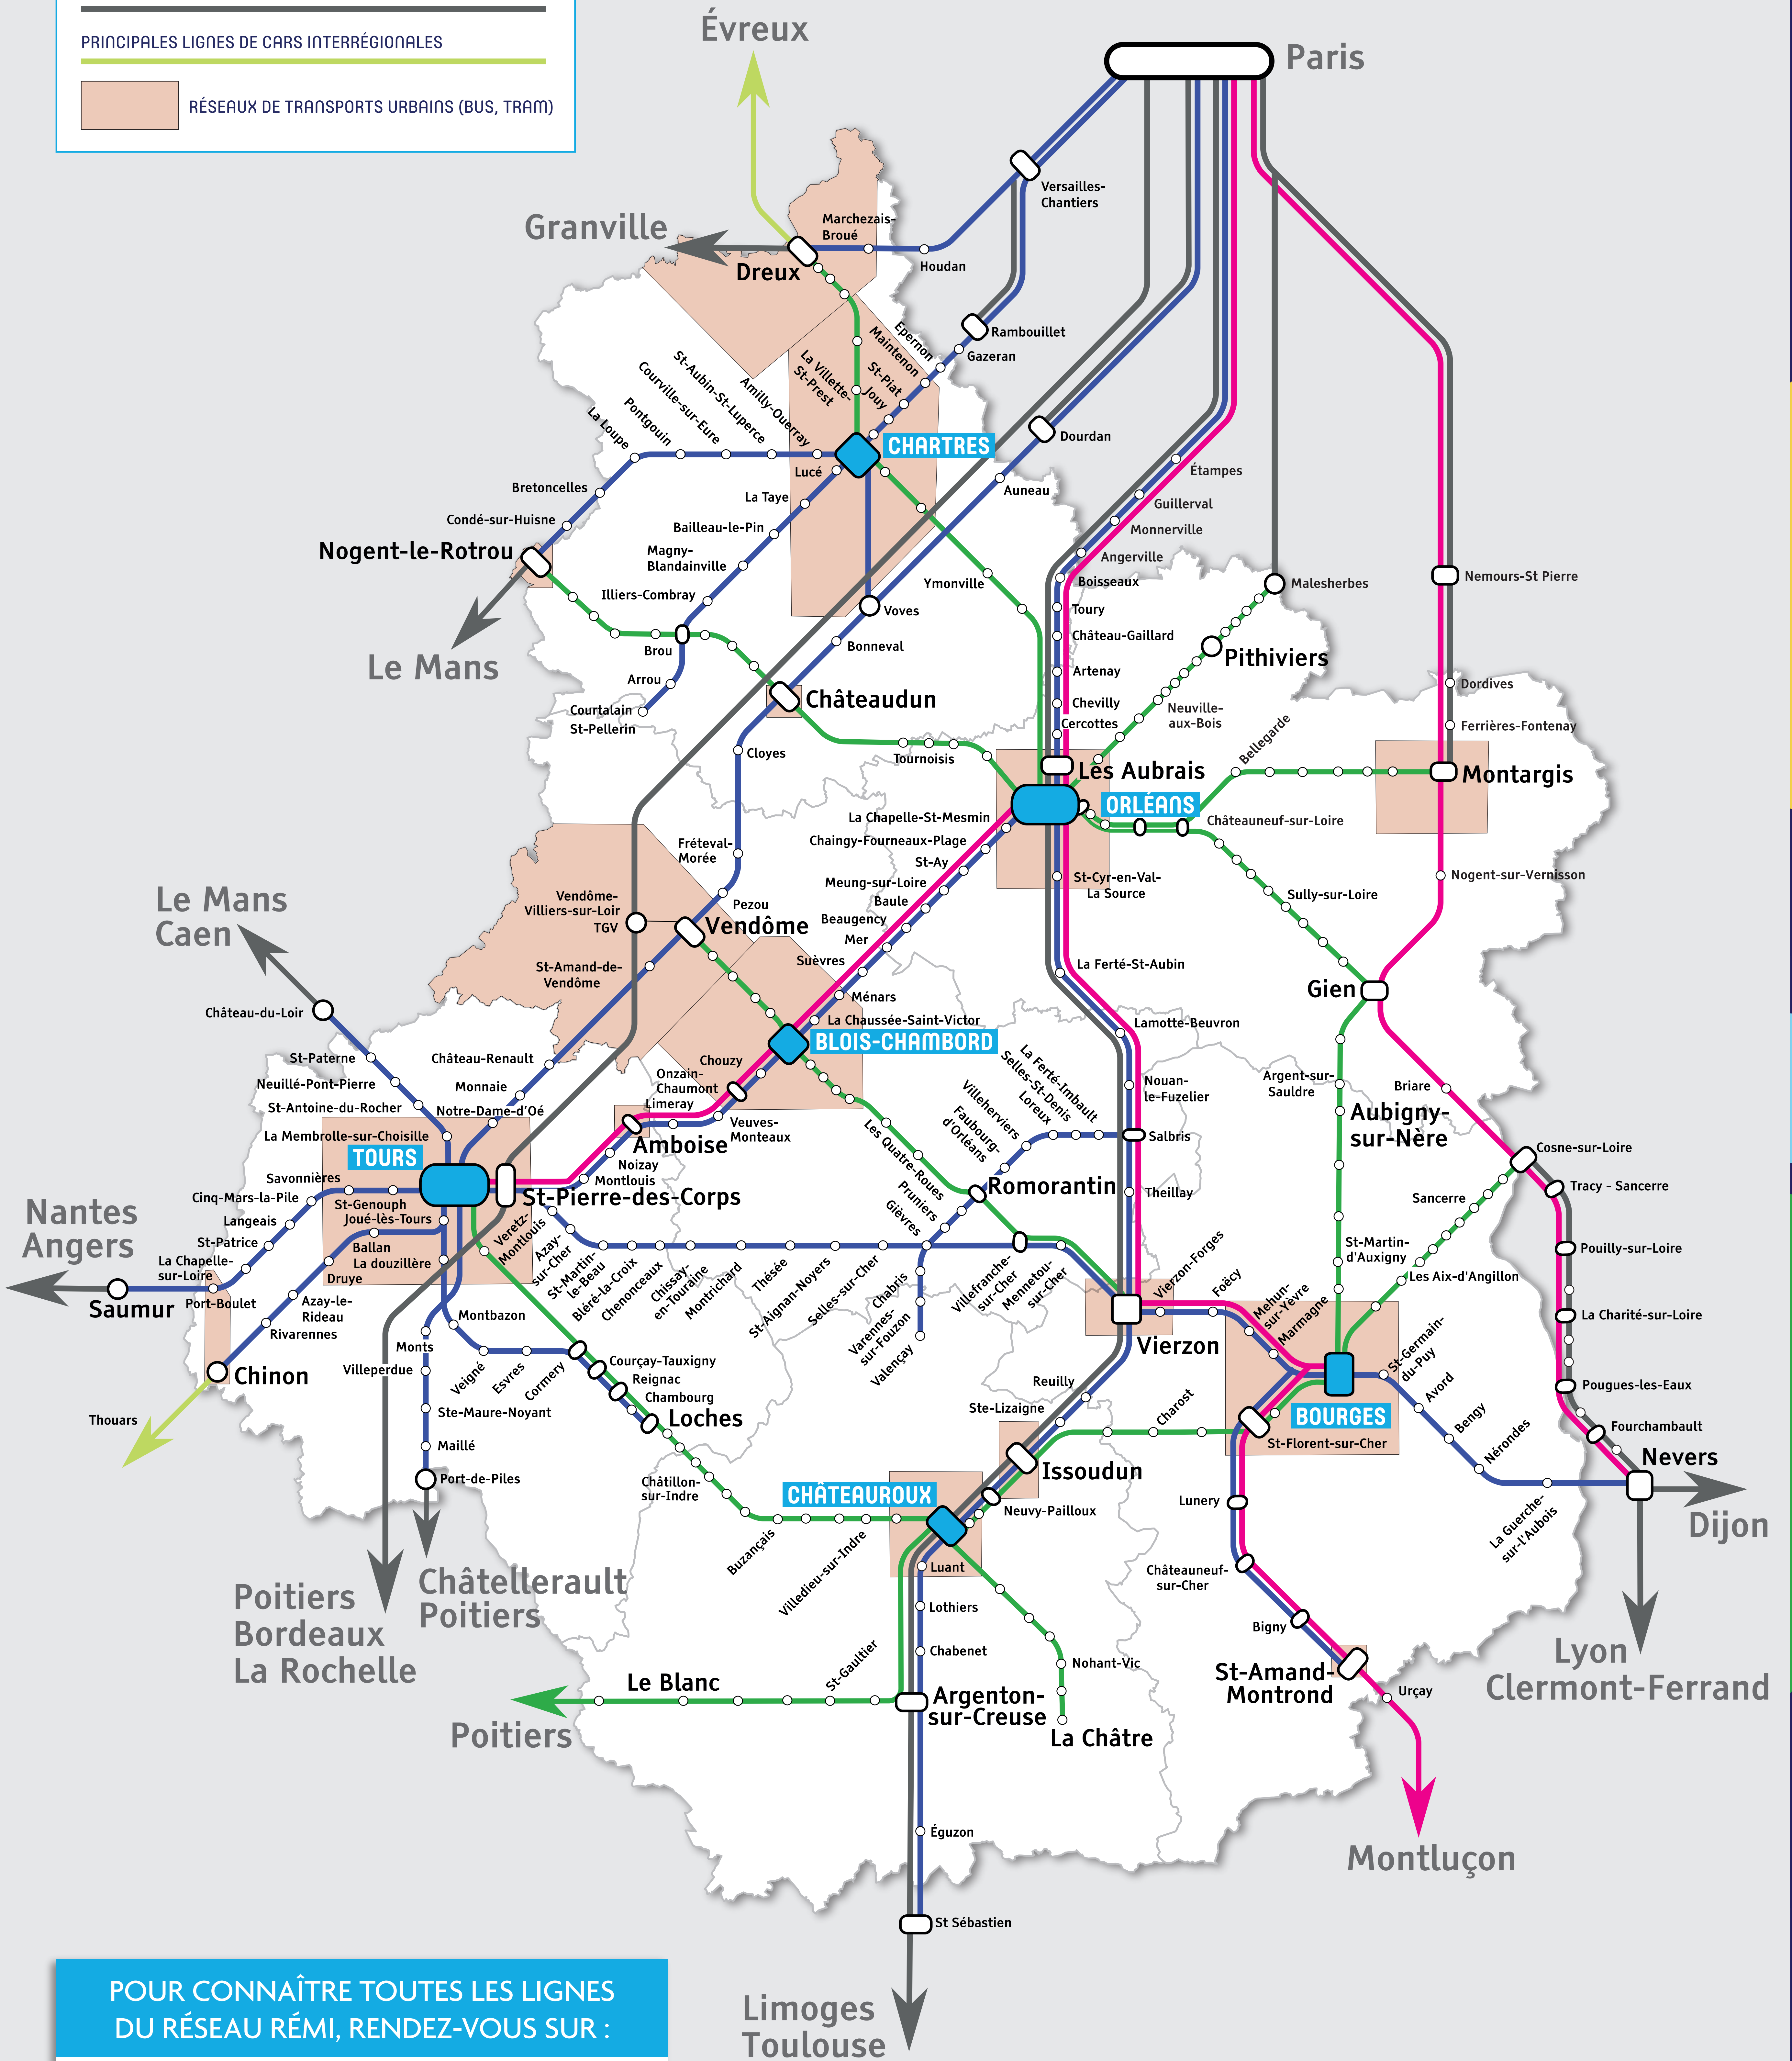 PRINCIPALES LIGNES DE CARS INTERRÉGIONALES
RÉSEAUX DE TRANSPORTS URBAINS (BUS, TRAM)
Évreux
Paris
Versailles-
Chantiers
Granville
Marchezais-
Broué
Dreux
Houdan
Rambouillet
Gazeran
Epernon
Maintenon
St-Piat
Jouy
La Villette-
St-Prest
Amilly-Ouerray
St-Aubin-St-Luperce
Courville-sur-Eure
Pontgouin
La Loupe
CHARTRES
Dourdan
Lucé
Bretoncelles
La Taye
Auneau
Étampes
Condé-sur-Huisne
Bailleau-le-Pin
Guillerval
Nogent-le-Rotrou
Magny-
Blandainville
Monnerville
Angerville
Illiers-Combray
Ymonville
Boisseaux
Malesherbes
Nemours-St Pierre
Voves
Toury
Le Mans
Brou
Bonneval
Château-Gaillard
Pithiviers
Arrou
Artenay
Dordives
Courtalain
St-Pellerin
Châteaudun
Chevilly
Neuville-
aux-Bois
Cercottes
Ferrières-Fontenay
Cloyes
Tournoisis
Bellegarde
Les Aubrais
Montargis
ORLÉANS
La Chapelle-St-Mesmin
Châteauneuf-sur-Loire
Chaingy-Fourneaux-Plage
Fréteval-
Morée
St-Ay
St-Cyr-en-Val-
La Source
Nogent-sur-Vernisson
Meung-sur-Loire
Baule
Sully-sur-Loire
Le Mans
Caen
Vendôme-
Villiers-sur-Loir
TGV
Pezou
Vendôme
Beaugency
Mer
Suèvres
St-Amand-de-
Vendôme
La Ferté-St-Aubin
Gien
Ménars
Château-du-Loir
La Chaussée-Saint-Victor
Lamotte-Beuvron
BLOIS-CHAMBORD
St-Paterne
Château-Renault
Chouzy
Onzain-
Chaumont
Limeray
Neuillé-Pont-Pierre
Monnaie
St-Antoine-du-Rocher
Notre-Dame-d'Oé
La Membrolle-sur-Choisille
Veuves-
Monteaux
Amboise
La Ferté-Imbault
Selles-St-Denis
Loreux
Villeherviers
Faubourg-
d'Orléans
Nouan-
le-Fuzelier
Argent-sur-
Sauldre
Briare
Aubigny-
sur-Nère
Salbris
Cosne-sur-Loire
TOURS
Noizay
Montlouis
Les Quatre-Roues
Savonnières
St-Pierre-des-Corps
Romorantin
Theillay
Tracy - Sancerre
Cinq-Mars-la-Pile
St-Genouph
Joué-lès-Tours
Pruniers
Gièvres
Sancerre
Nantes
Angers
Langeais
St-Patrice
La Chapelle-
sur-Loire
Ballan
La douzillère
Druye
Veretz-
Montlouis
Azay-
sur-Cher
St-Martin-
le-Beau
Bléré-la-Croix
Chenonceaux
Chissay-
en-Touraine
Montrichard
Thésée
St-Aignan-Noyers
Selles-sur-Cher
Chabris
Varennes-
sur-Fouzon
Valençay
Villefranche-
sur-Cher
Mennetou-
sur-Cher
Vierzon-Forges
Foëcy
Mehun-
sur-Yèvre
Marmagne
St-Martin-
d'Auxigny
Les Aix-d'Angillon
Pouilly-sur-Loire
Saumur
Port-Boulet
Azay-le-
Rideau
Rivarennes
Montbazon
La Charité-sur-Loire
Monts
Vierzon
Villeperdue
Veigné
Esvres
Cormery
Courçay-Tauxigny
Reignac
Chambourg
Chinon
St-Germain-
du-Puy
Avord
Bengy
Nérondes
La Guerche-
sur-l'Aubois
Pougues-les-Eaux
Reuilly
Ste-Lizaigne
Charost
Thouars
Ste-Maure-Noyant
Loches
BOURGES
St-Florent-sur-Cher
Fourchambault
Maillé
Nevers
Port-de-Piles
Issoudun
Châtillon-
sur-Indre
CHÂTEAUROUX
Neuvy-Pailloux
Lunery
Dijon
Buzançais
Villedieu-sur-Indre
Luant
Châteauneuf-
sur-Cher
Châtellerault
Poitiers
Poitiers
Bordeaux
La Rochelle
Lothiers
Bigny
Chabenet
Nohant-Vic
Lyon
Clermont-Ferrand
St-Gaultier
Le Blanc
St-Amand-
Montrond
Urçay
Argenton-
sur-Creuse
Poitiers
La Châtre
Éguzon
Montluçon
St Sébastien
POUR CONNAÎTRE TOUTES LES LIGNES
DU RÉSEAU RÉMI, RENDEZ-VOUS SUR :
Limoges
Toulouse